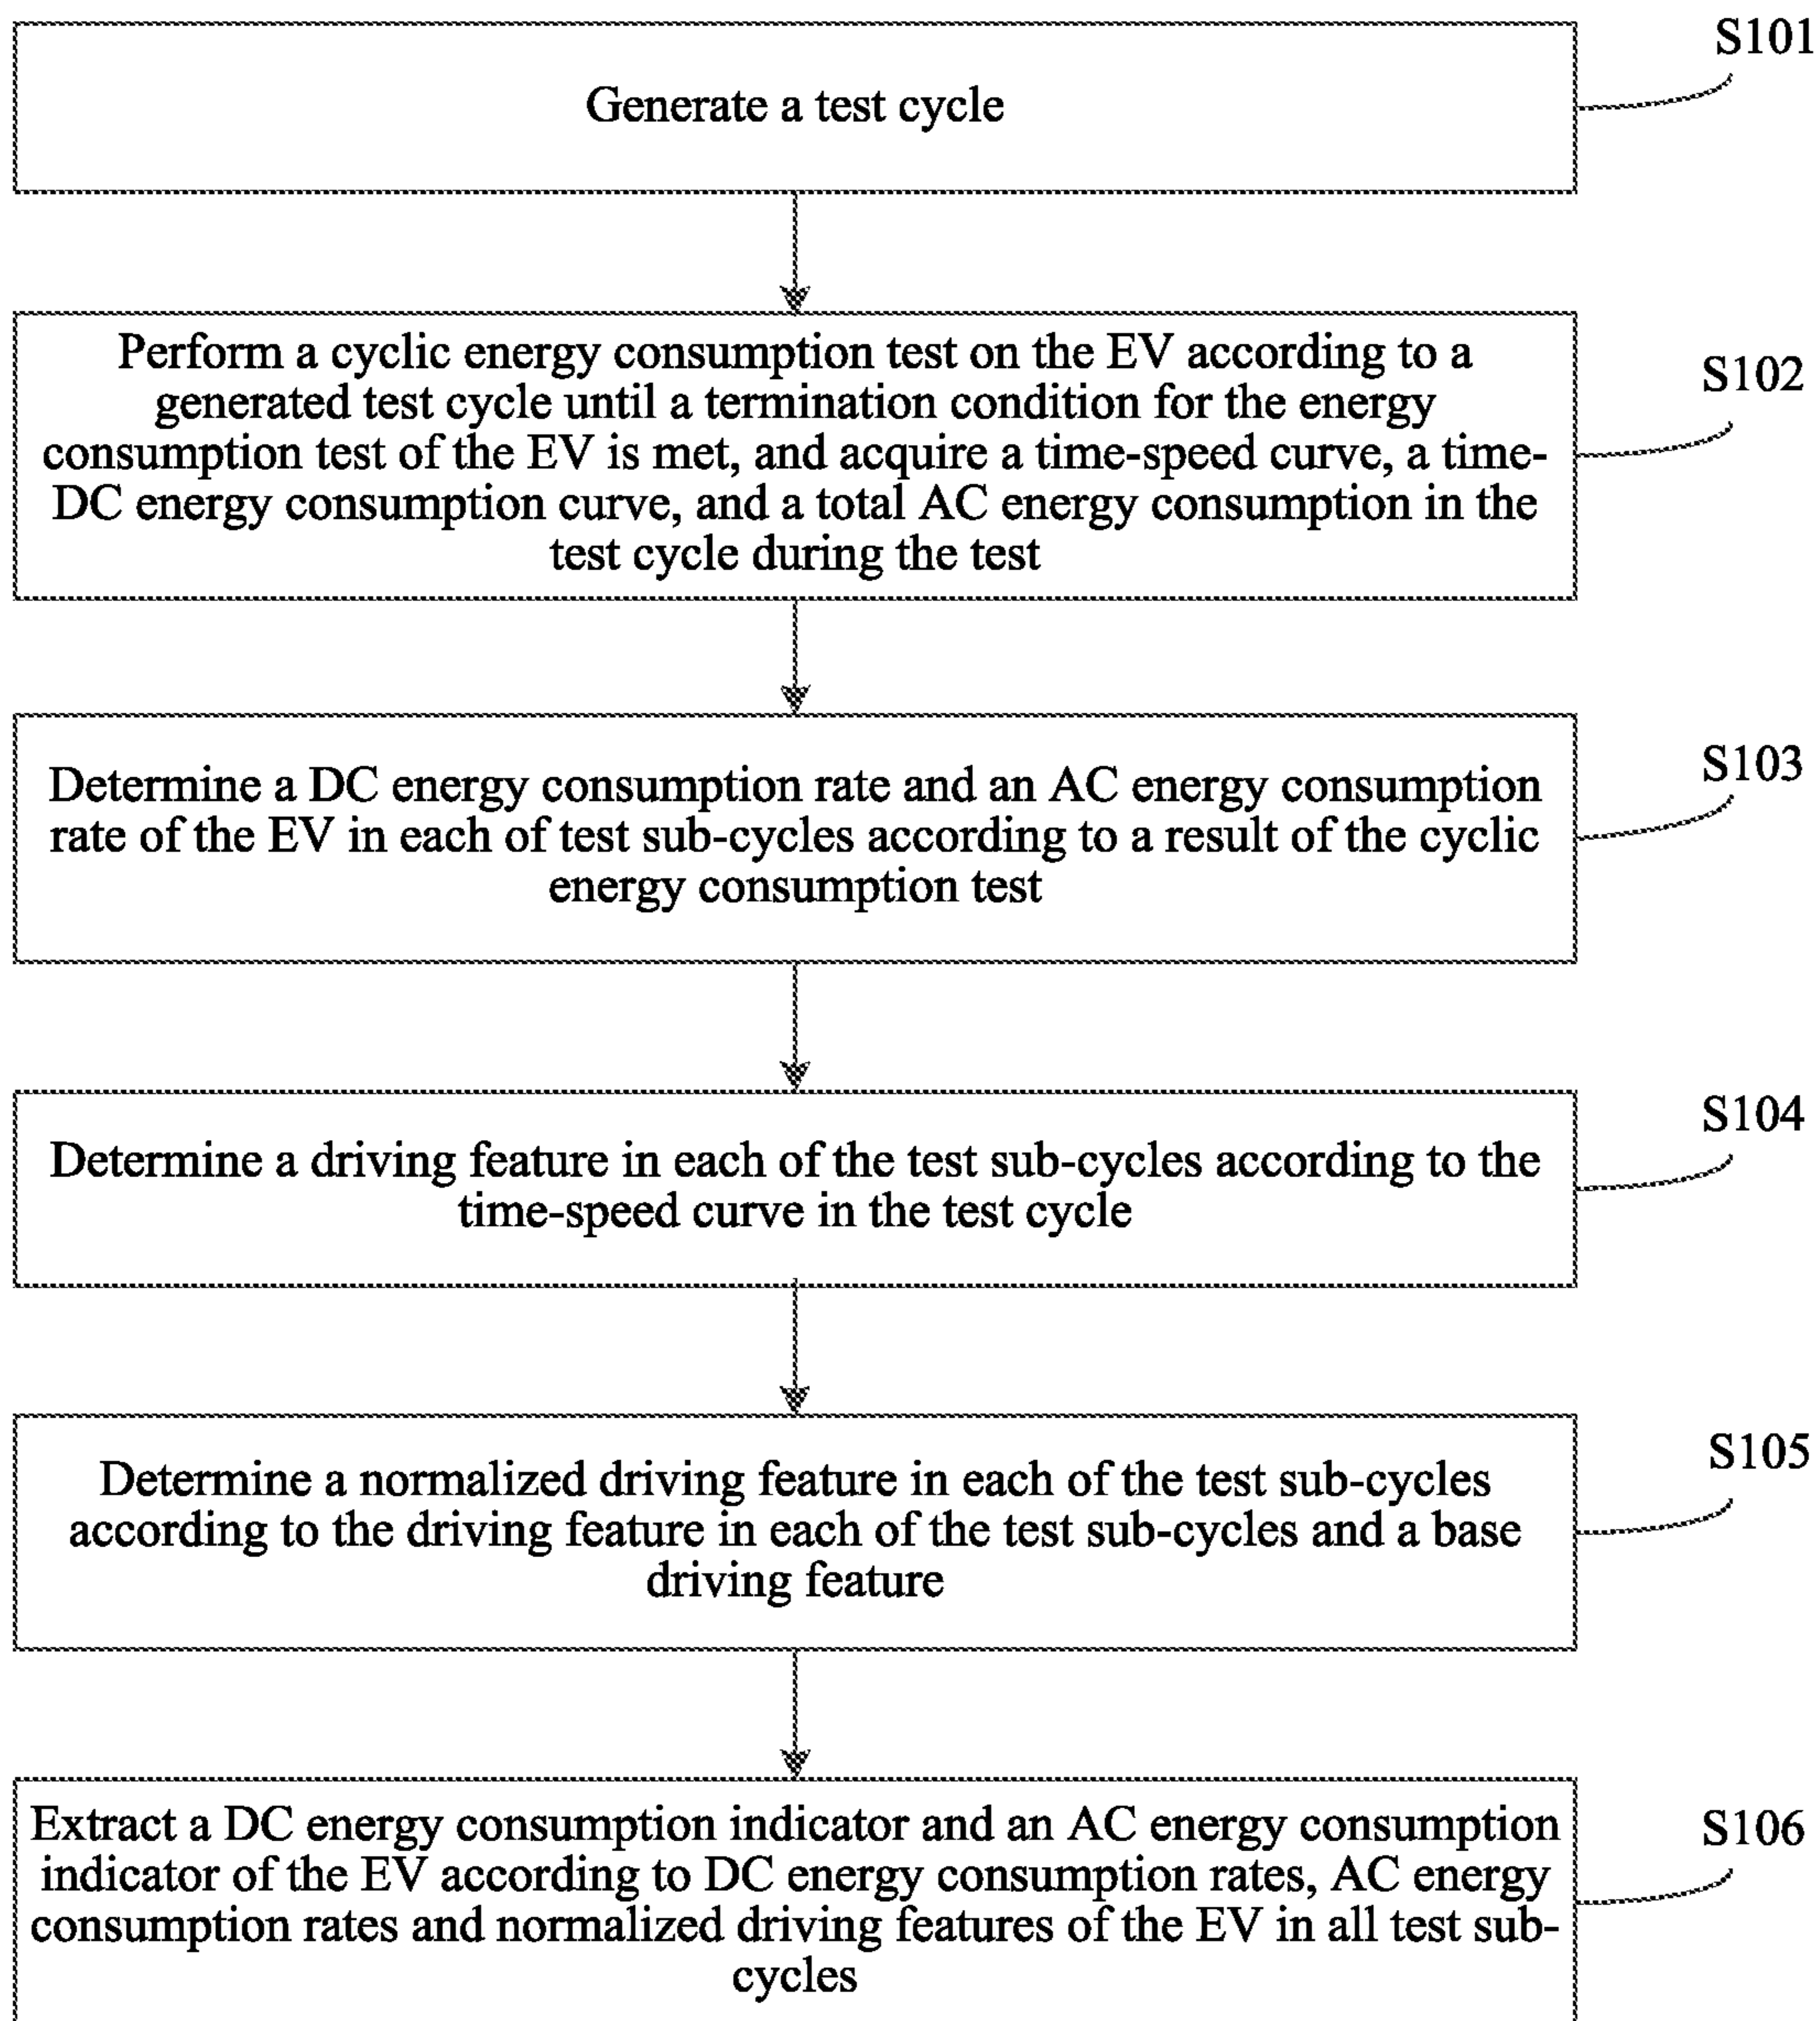 S101
Generate a test cycle
Perform a cyclic energy consumption test on the EV according to a
generated test cycle until a termination condition for the energy
consumption test of the EV is met, and acquire a time-speed curve, a time-
DC energy consumption curve, and a total AC energy consumption in the
test cycle during the test
S102
Determine a DC energy consumption rate and an AC energy consumption
rate of the EV in each of test sub-cycles according to a result of the cyclic
energy consumption test
S103
Determine a driving feature in each of the test sub-cycles according to the
time-speed curve in the test cycle
S104
Determine a normalized driving feature in each of the test sub-cycles
according to the driving feature in each of the test sub-cycles and a base
driving feature
S105
Extract a DC energy consumption indicator and an AC energy consumption
indicator of the EV according to DC energy consumption rates, AC energy
consumption rates and normalized driving features of the EV in all test sub-
cycles
S106